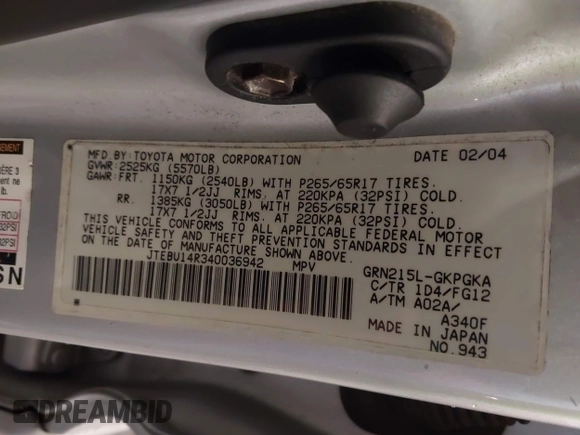 MFD.BY:TOYOTA MOTOR CORPORATION DATE 02/04
GVWR:2525KG (5570LB)
GAWR:FRT. 1150KG (2540LB) WITH P265/65R17 TIRES.
17X7 1/2JJ RIMS. AT 220KPA (32PSI) COLD.
RR. 1385KG (3050LB) WITH P265/65R17 TIRES.
17X7 1/2JJ RIMS. AT 220KPA (32PSI) COLD.
THIS VEHICLE CONFORMS TO ALL APPLICABLE FEDERAL MOTOR
VEHICLE SAFETY AND THEFT PREVENTION STANDARDS IN EFFECT
ON THE DATE OF MANUFACTURE SHOWN ABOVE.
JTEBU14R340036942 MPV
GRN215L-GKPGKA
C/TR 1D4/FG12
A/TM A02A/
A340F
MADE IN JAPAN
NO.943
32PSI
SN
DREAMBID